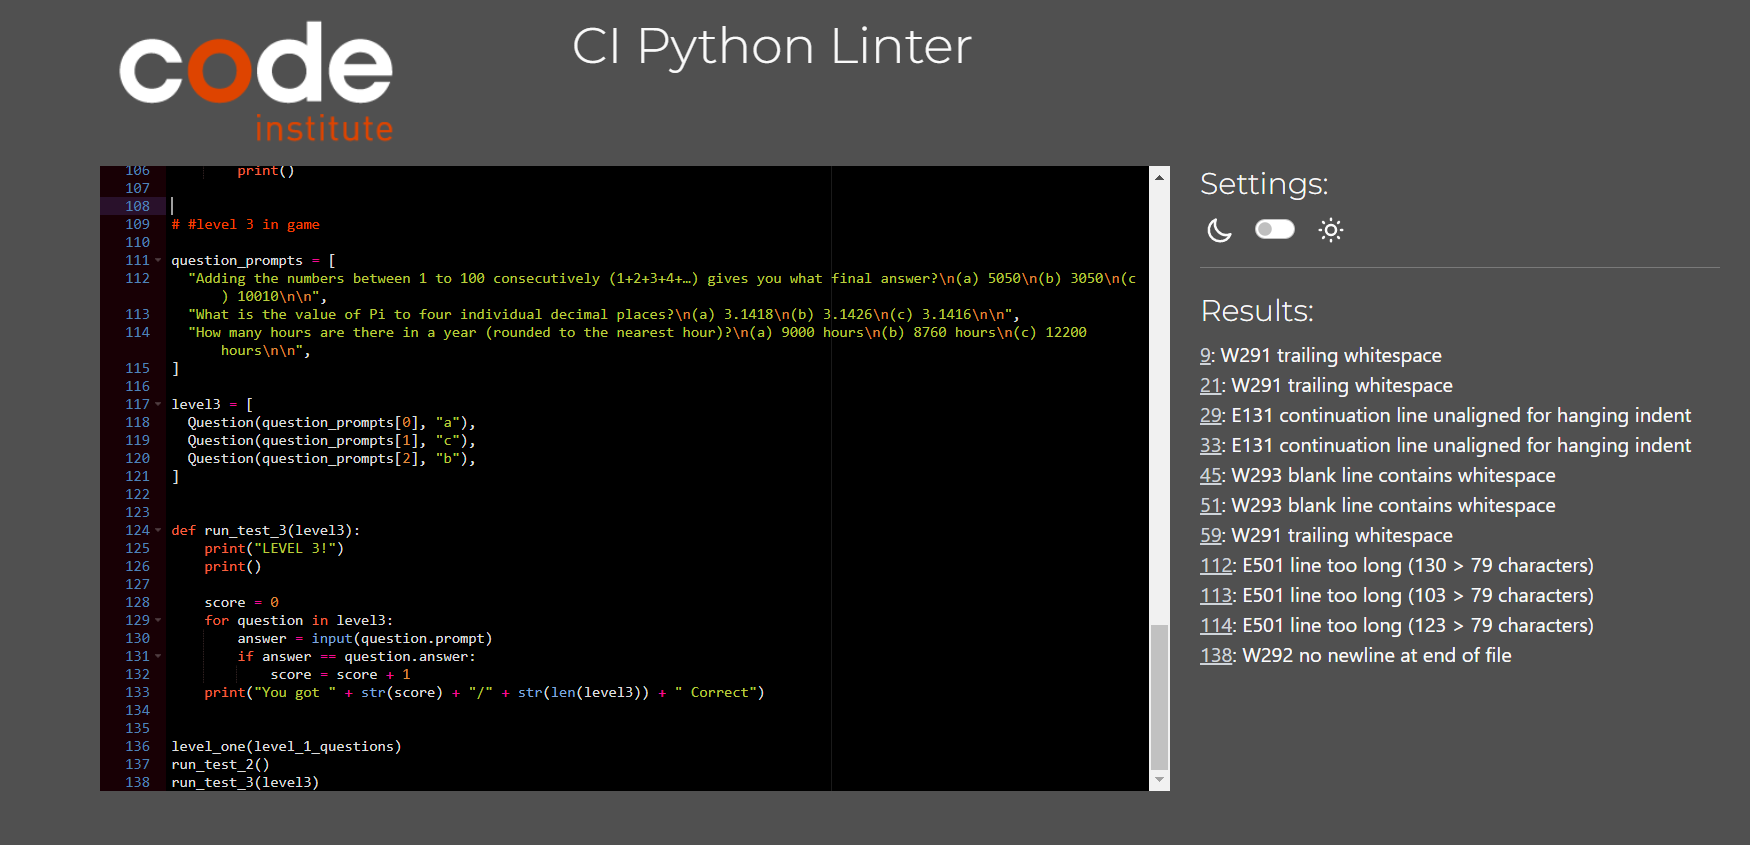 code
institute
CI Python Linter
106 print()
107
108
109 # #level 3 in game
110
111 question_prompts = [
112 "Adding the numbers between 1 to 100 consecutively (1+2+3+4+…) gives you what final answer?\n(a) 5050\n(b) 3050\n(c
) 10010\n\n",
113 "What is the value of Pi to four individual decimal places?\n(a) 3.1418\n(b) 3.1426\n(c) 3.1416\n\n",
114 "How many hours are there in a year (rounded to the nearest hour)?\n(a) 9000 hours\n(b) 8760 hours\n(c) 12200
hours\n\n",
115 ]
116
117 level3 = [
118 Question(question_prompts[0], "a"),
119 Question(question_prompts[1], "c"),
120 Question(question_prompts[2], "b"),
121 ]
122
123
124 def run_test_3(level3):
125 print("LEVEL 3!")
126 print()
127
128 score = 0
129 for question in level3:
130 answer = input(question.prompt)
131 if answer == question.answer:
132 score = score + 1
133 print("You got " + str(score) + "/" + str(len(level3)) + " Correct")
134
135
136 level_one(level_1_questions)
137 run_test_2()
138 run_test_3(level3)
Settings:
Results:
9: W291 trailing whitespace
21: W291 trailing whitespace
29: E131 continuation line unaligned for hanging indent
33: E131 continuation line unaligned for hanging indent
45: W293 blank line contains whitespace
51: W293 blank line contains whitespace
59: W291 trailing whitespace
112: E501 line too long (130 > 79 characters)
113: E501 line too long (103 > 79 characters)
114: E501 line too long (123 > 79 characters)
138: W292 no newline at end of file